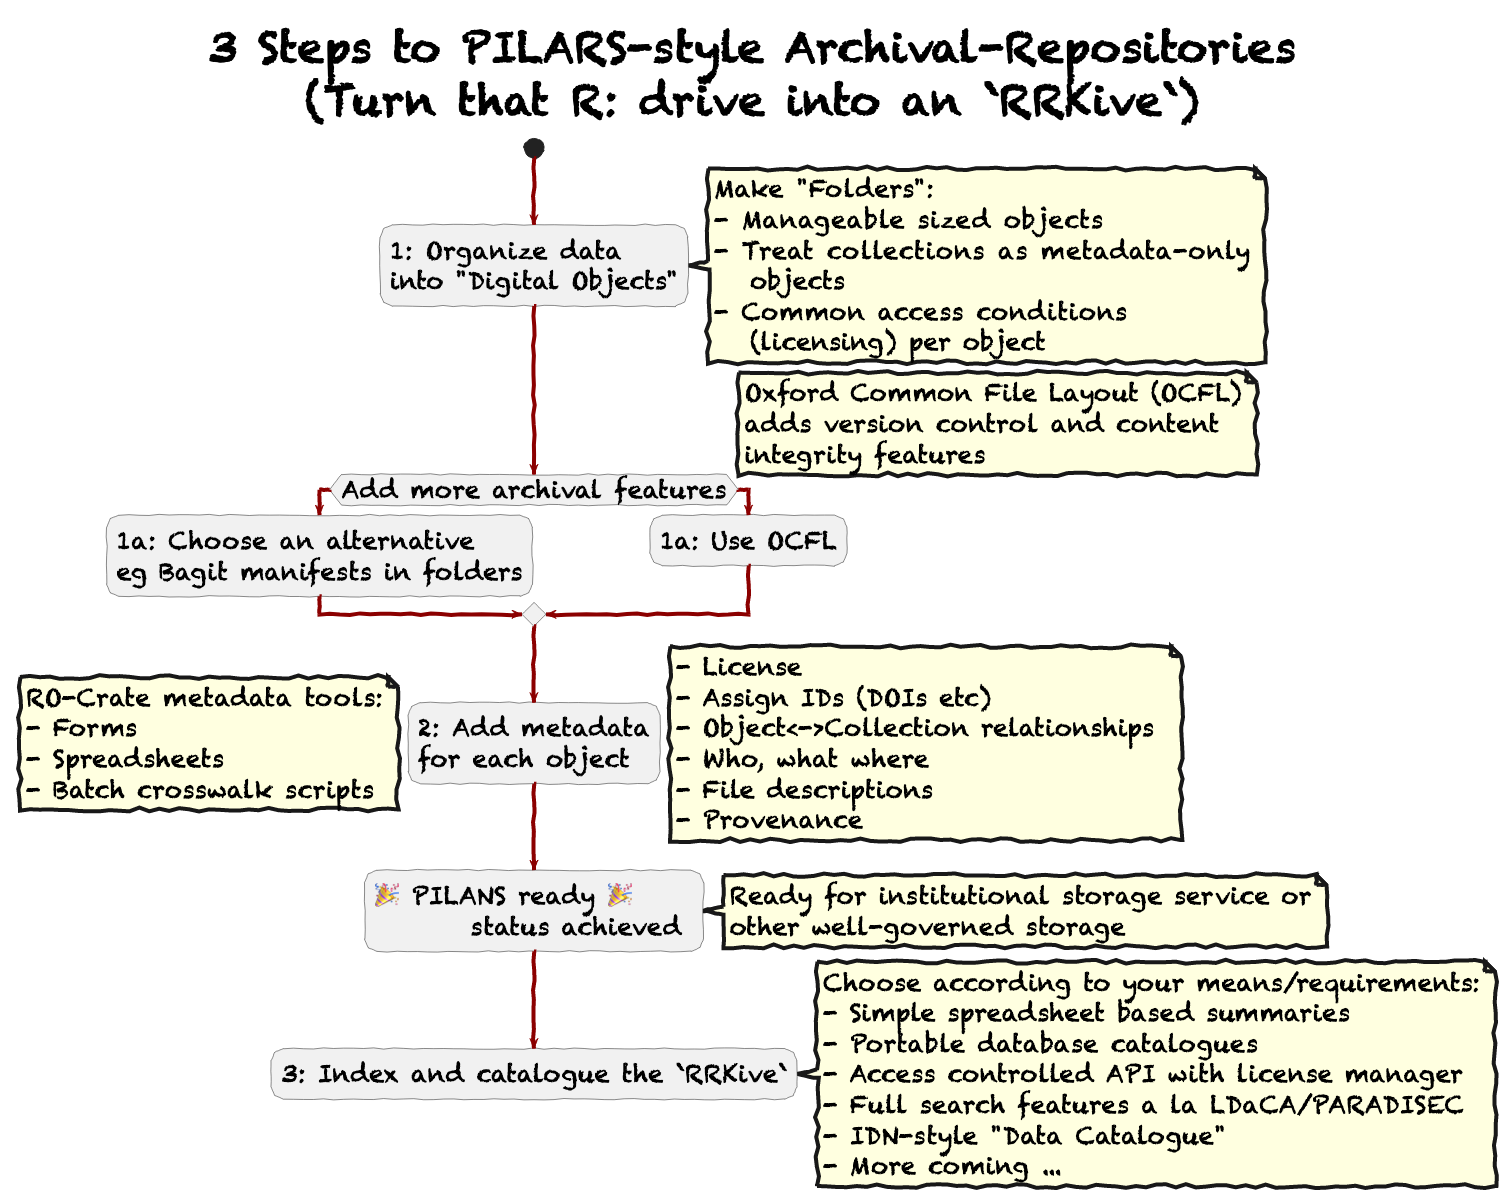 3 Steps to PILARS-style Archival-Repositories
(Turn that R: drive into an `RRKive`)
1: Organize data
into "Digital Objects"
Make "Folders":
- Manageable sized objects
- Treat collections as metadata-only
objects
- Common access conditions
(licensing) per object
Oxford Common File Layout (OCFL)
adds version control and content
integrity features
Add more archival features
1a: Choose an alternative
eg Bagit manifests in folders
1a: Use OCFL
RO-Crate metadata tools:
- Forms
- Spreadsheets
- Batch crosswalk scripts
2: Add metadata
for each object
- License
- Assign IDs (DOIs etc)
- Object<->Collection relationships
- Who, what where
- File descriptions
- Provenance
🎉 PILANS ready 🎉
status achieved
Ready for institutional storage service or
other well-governed storage
3: Index and catalogue the `RRKive`
Choose according to your means/requirements:
- Simple spreadsheet based summaries
- Portable database catalogues
- Access controlled API with license manager
- Full search features a la LDaCA/PARADISEC
- IDN-style "Data Catalogue"
- More coming ...